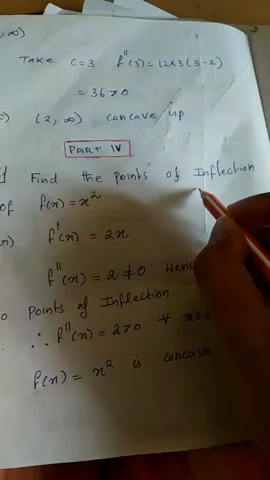 , ∞)
Take c=3 f''(3) = 12×3(3-2)
= 36 > 0
(2, ∞) concave up
PART IV
Find the points of Inflection
of f(x) = x²
f'(x) = 2x
f''(x) = 2 ≠ 0 Henc
o points of Inflection
∴ f''(x) = 2 > 0 ∀ x∈
f(x) = x² is concave